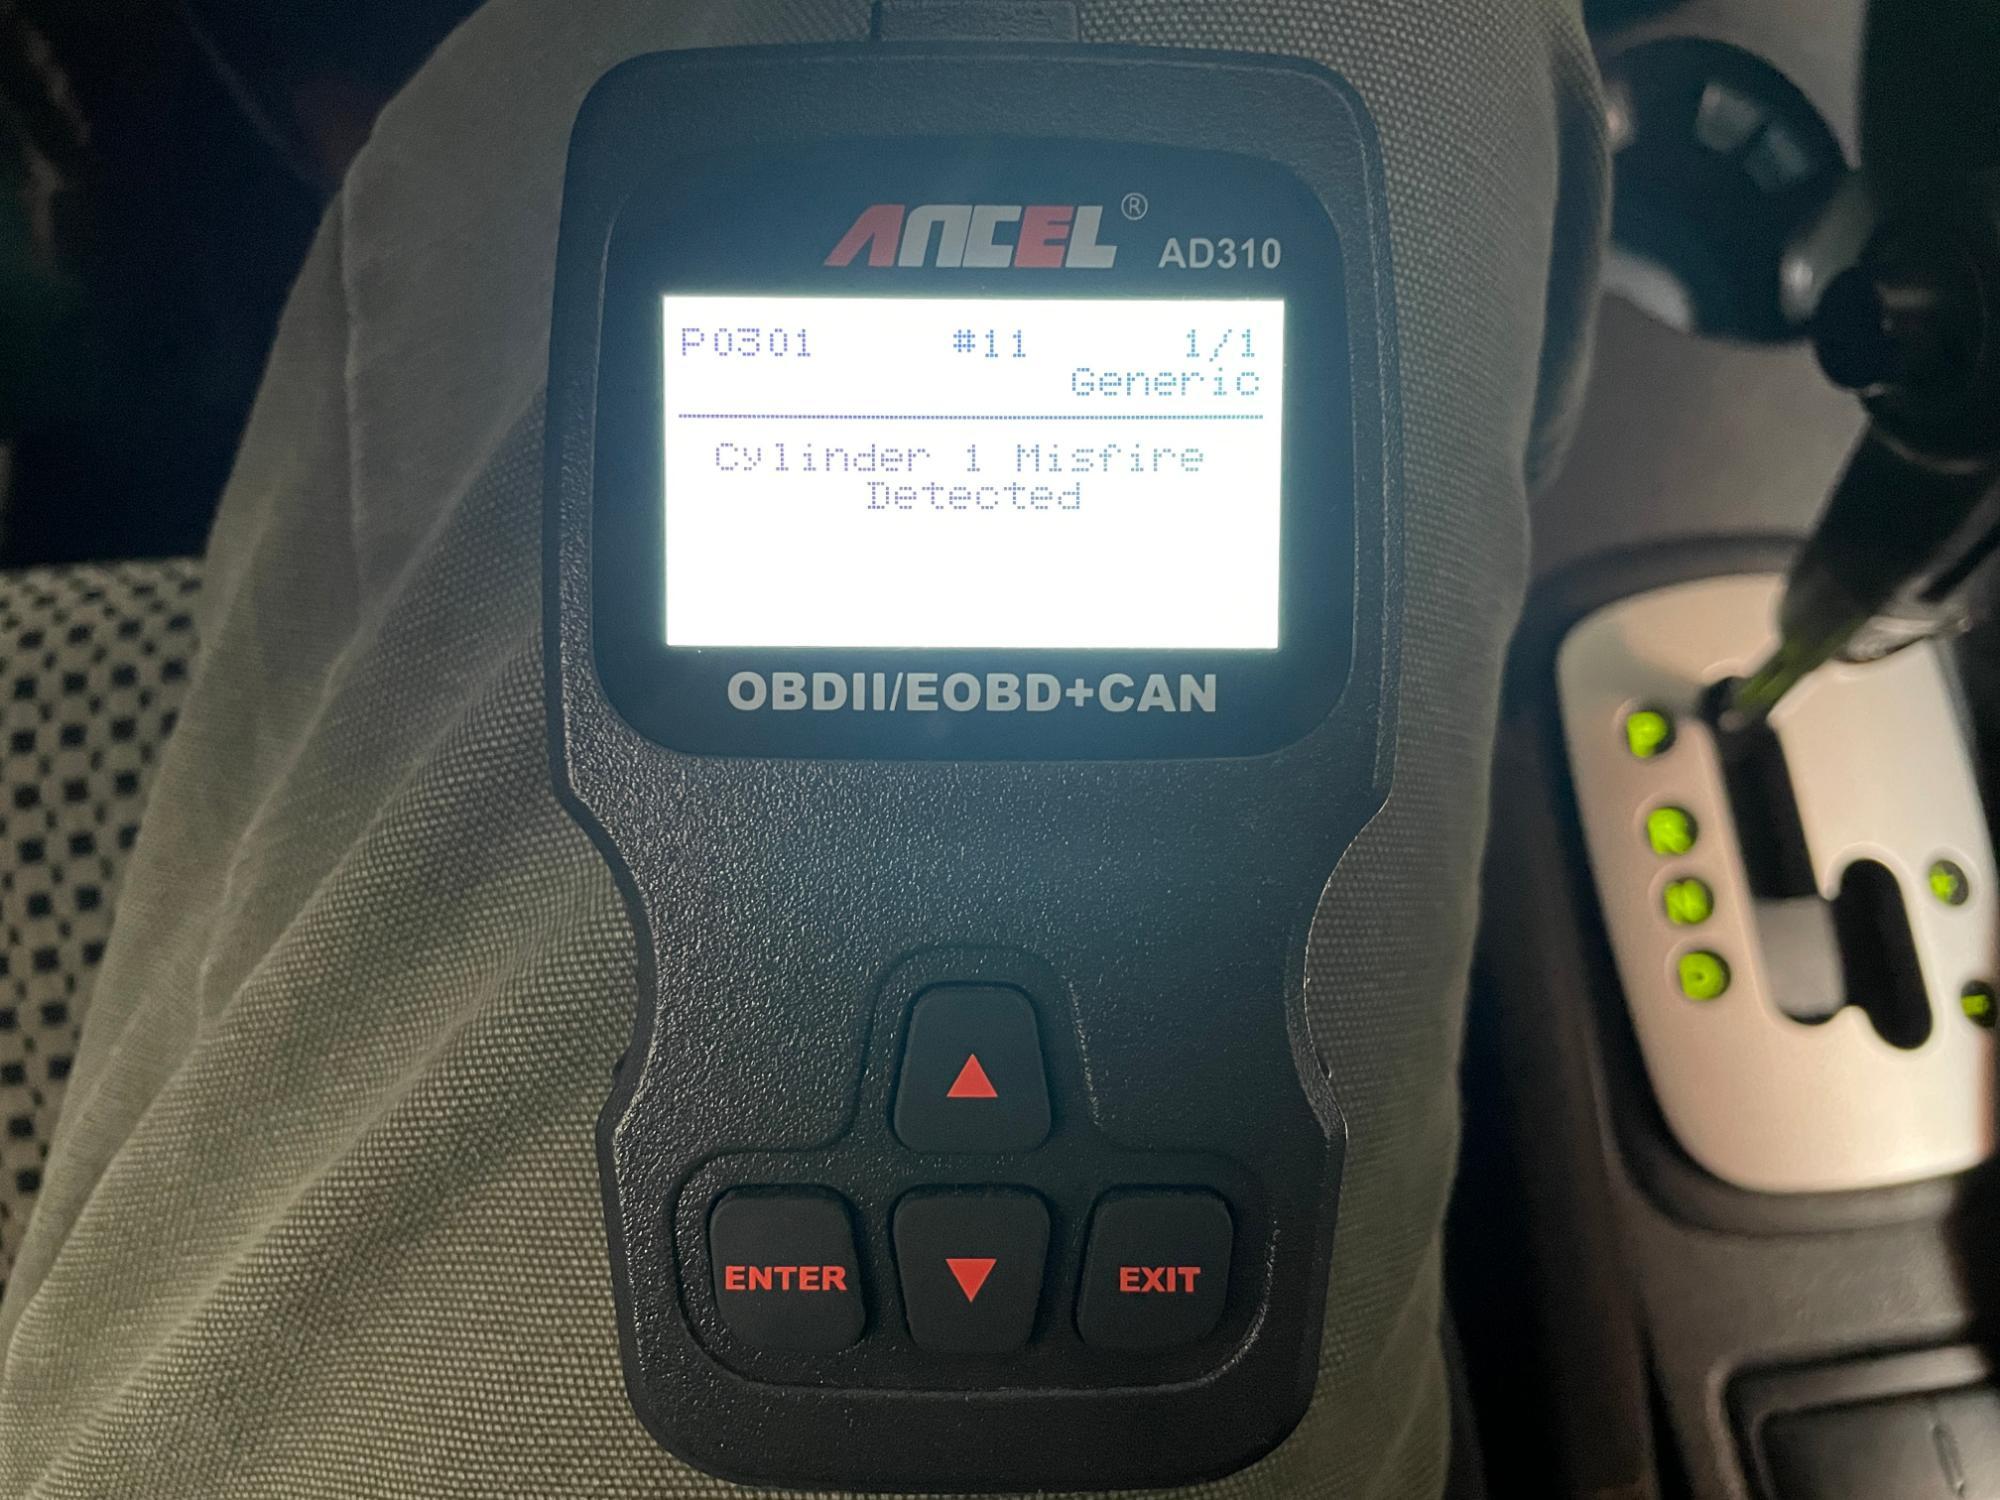 ANCEL® AD310
P0301 #11 1/1
Generic
Cylinder 1 Misfire
Detected
OBDII/EOBD+CAN
▲
ENTER ▼ EXIT
P
R
N
D